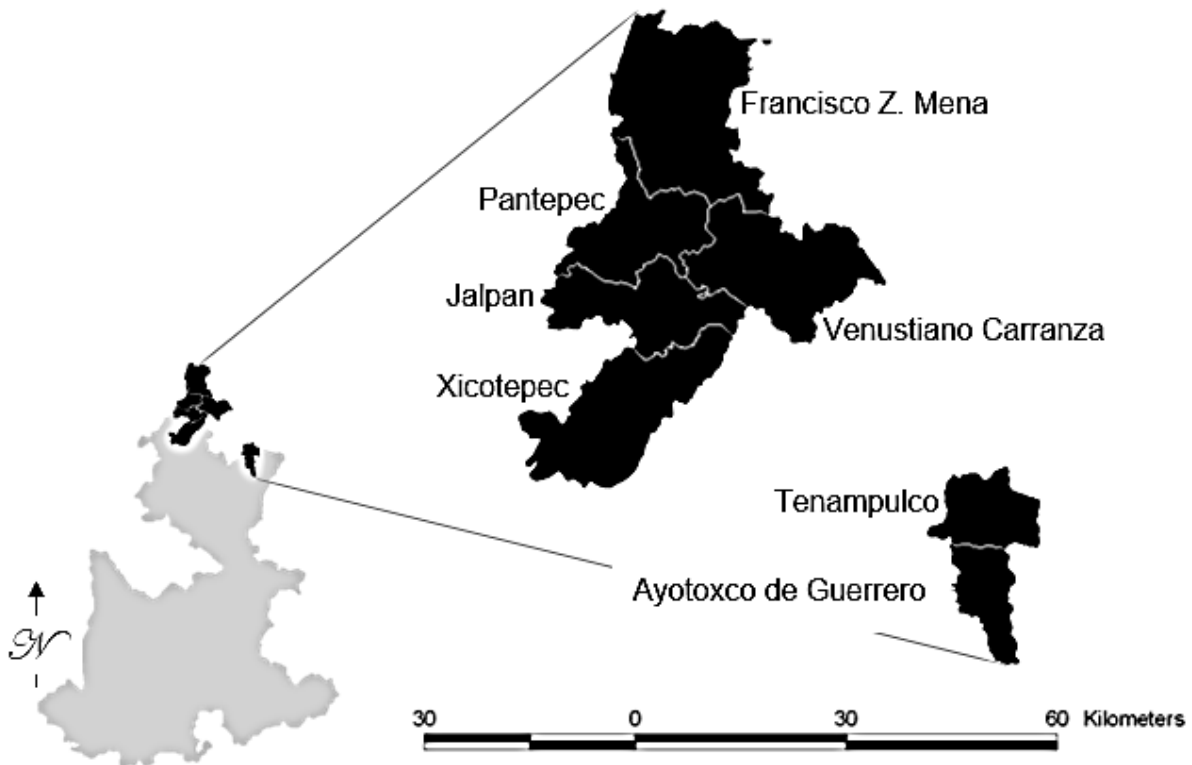 Francisco Z. Mena
Pantepec
Jalpan
Venustiano Carranza
Xicotepec
Tenampulco
Ayotoxco de Guerrero
N
30 0 30 60 Kilometers